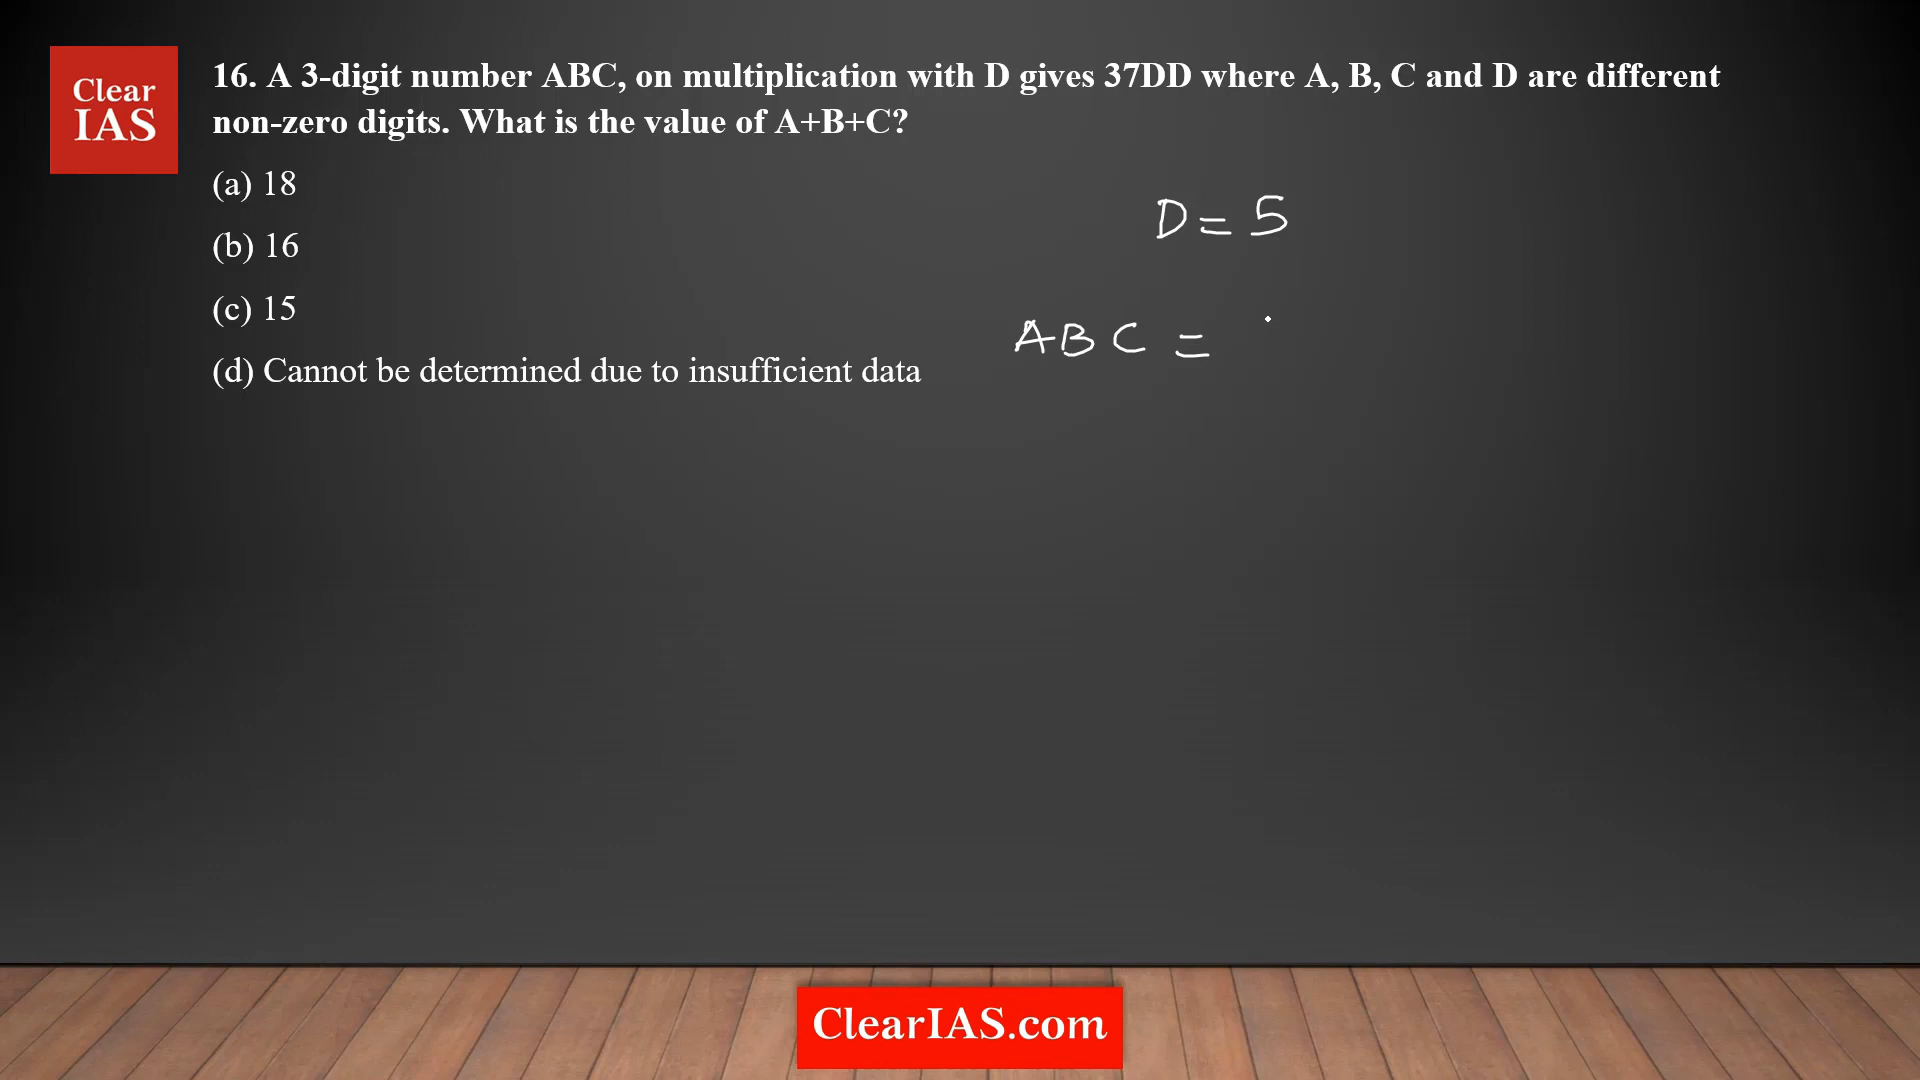 Clear
IAS
16. A 3-digit number ABC, on multiplication with D gives 37DD where A, B, C and D are different
non-zero digits. What is the value of A+B+C?
(a) 18
(b) 16
(c) 15
(d) Cannot be determined due to insufficient data
D = 5
ABC =
ClearIAS.com